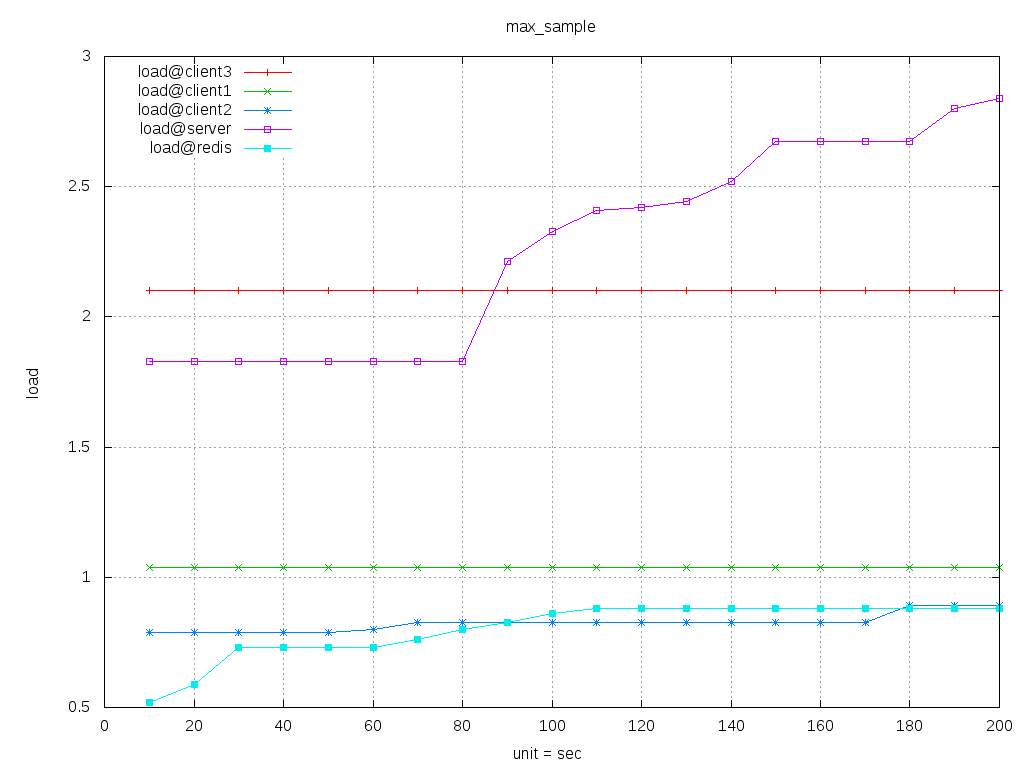 max_sample
load@client3
load@client1
load@client2
load@server
load@redis
3
2.5
2
1.5
1
0.5
load
0 20 40 60 80 100 120 140 160 180 200
unit = sec